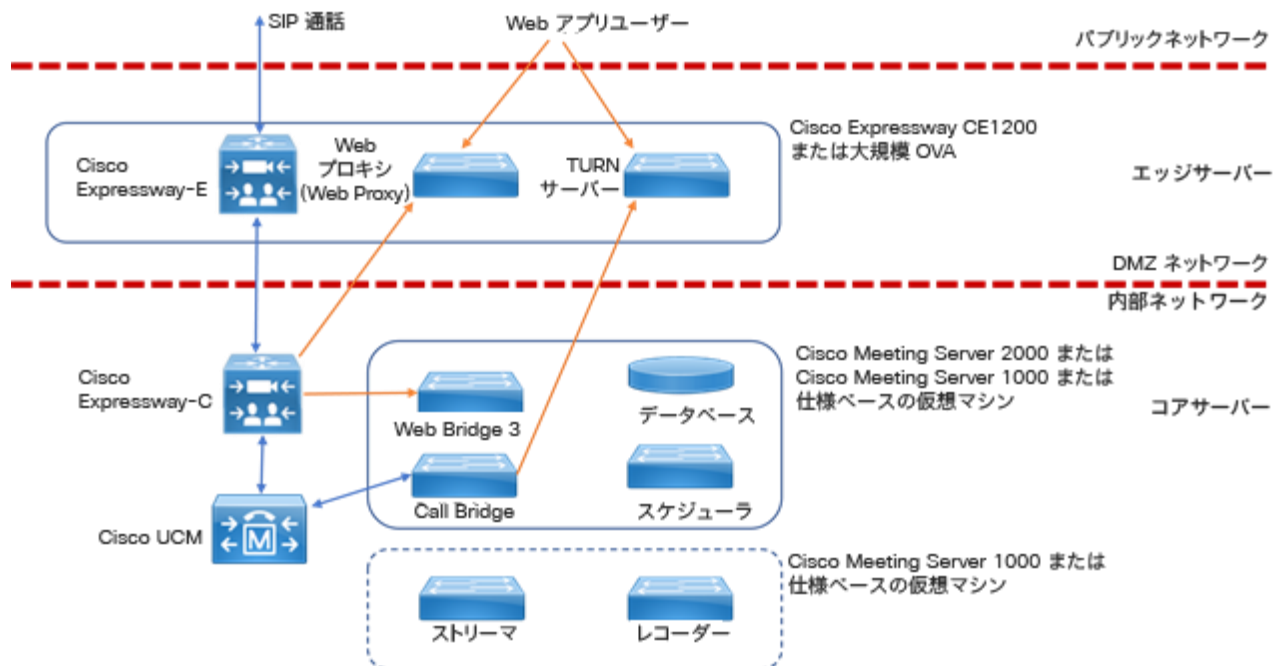 SIP 通話
Web アプリユーザー
パブリックネットワーク
Cisco
Expressway-E
Web
プロキシ
(Web Proxy)
TURN
サーバー
Cisco Expressway CE1200
または大規模 OVA
エッジサーバー
DMZ ネットワーク
内部ネットワーク
Cisco
Expressway-C
Web Bridge 3
データベース
Cisco Meeting Server 2000 または
Cisco Meeting Server 1000 または
仕様ベースの仮想マシン
コアサーバー
Cisco UCM
M
Call Bridge
スケジューラ
Cisco Meeting Server 1000 または
仕様ベースの仮想マシン
ストリーマ
レコーダー